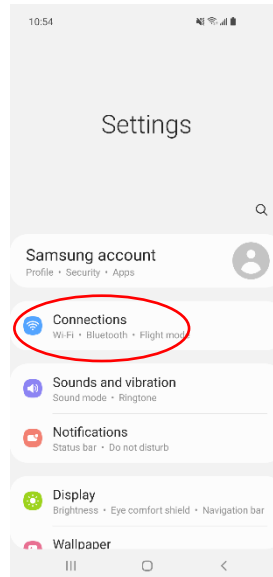 10:54
Settings
Samsung account
Profile • Security • Apps
Connections
Wi-Fi • Bluetooth • Flight mode
Sounds and vibration
Sound mode • Ringtone
Notifications
Status bar • Do not disturb
Display
Brightness • Eye comfort shield • Navigation bar
Wallpaper